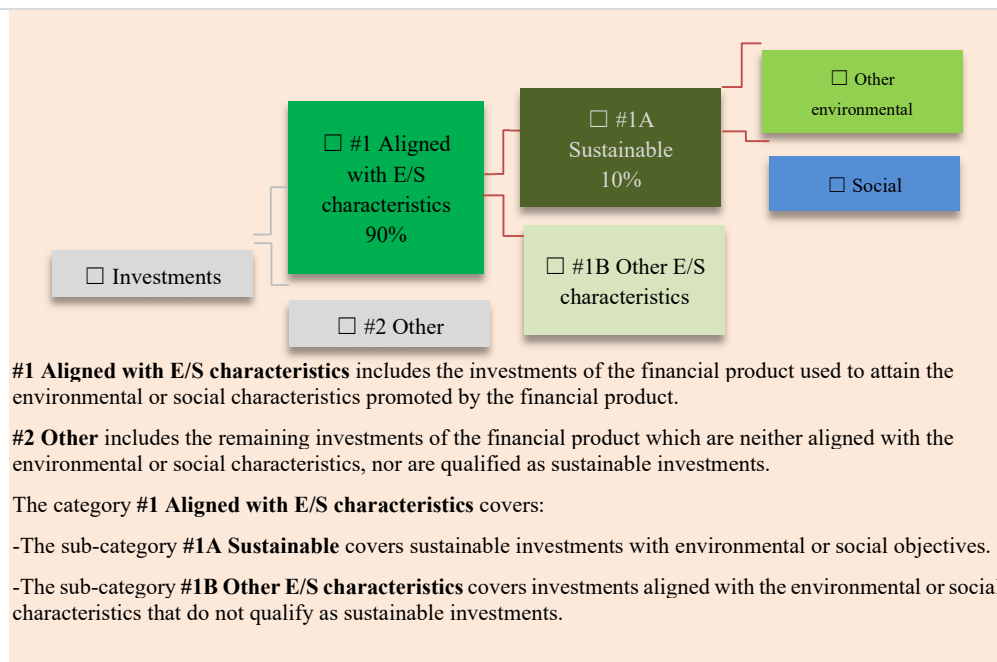 ☐ Other
environmental
☐ #1A
Sustainable
10%
☐ #1 Aligned
with E/S
characteristics
90%
☐ Social
☐ Investments
☐ #1B Other E/S
characteristics
☐ #2 Other
#1 Aligned with E/S characteristics includes the investments of the financial product used to attain the
environmental or social characteristics promoted by the financial product.
#2 Other includes the remaining investments of the financial product which are neither aligned with the
environmental or social characteristics, nor are qualified as sustainable investments.
The category #1 Aligned with E/S characteristics covers:
-The sub-category #1A Sustainable covers sustainable investments with environmental or social objectives.
-The sub-category #1B Other E/S characteristics covers investments aligned with the environmental or social
characteristics that do not qualify as sustainable investments.